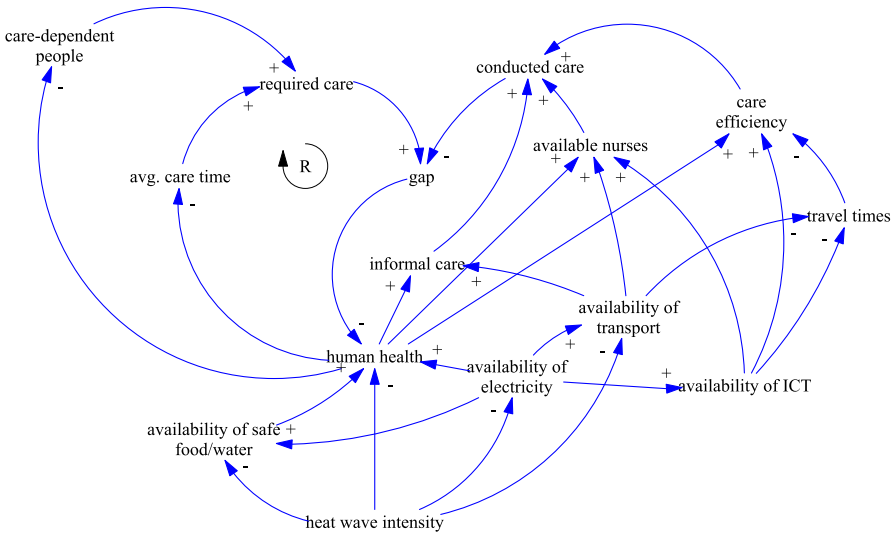 care-dependent
people
+
-
required care
+
conducted care
+
+
+
care
efficiency
+
+
-
available nurses
+
+
+
avg. care time
-
R
gap
+
-
travel times
-
-
informal care
+
+
availability of
transport
+
-
human health
-
+
-
+
availability of
electricity
-
+
availability of ICT
availability of safe
food/water
+
-
heat wave intensity